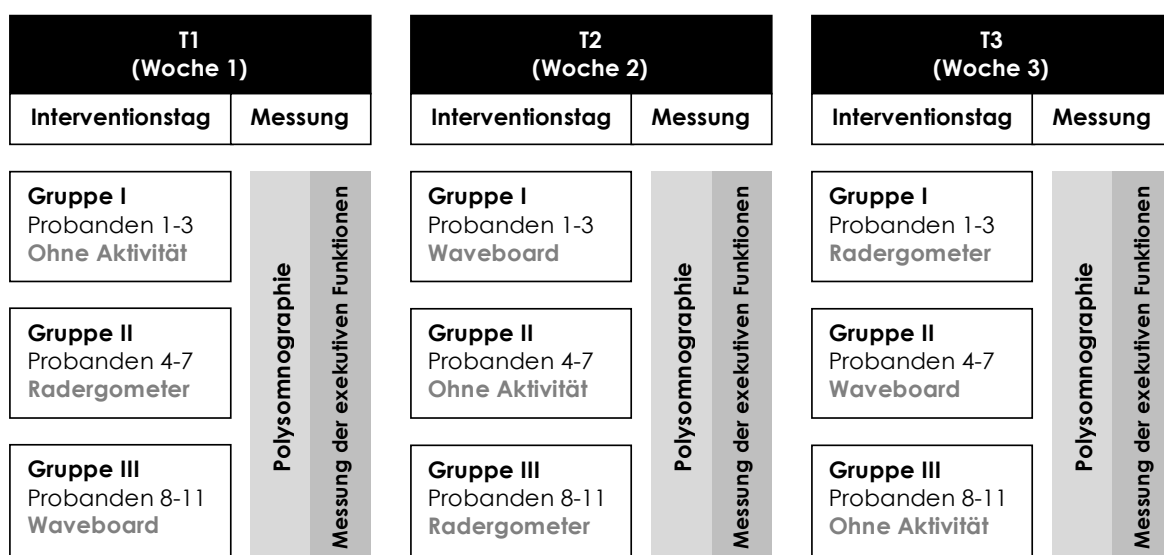 T1
(Woche 1)
Interventionstag
Messung
Gruppe I
Probanden 1-3
Ohne Aktivität
Gruppe II
Probanden 4-7
Radergometer
Gruppe III
Probanden 8-11
Waveboard
Polysomnographie
Messung der exekutiven Funktionen
T2
(Woche 2)
Interventionstag
Messung
Gruppe I
Probanden 1-3
Waveboard
Gruppe II
Probanden 4-7
Ohne Aktivität
Gruppe III
Probanden 8-11
Radergometer
Polysomnographie
Messung der exekutiven Funktionen
T3
(Woche 3)
Interventionstag
Messung
Gruppe I
Probanden 1-3
Radergometer
Gruppe II
Probanden 4-7
Waveboard
Gruppe III
Probanden 8-11
Ohne Aktivität
Polysomnographie
Messung der exekutiven Funktionen